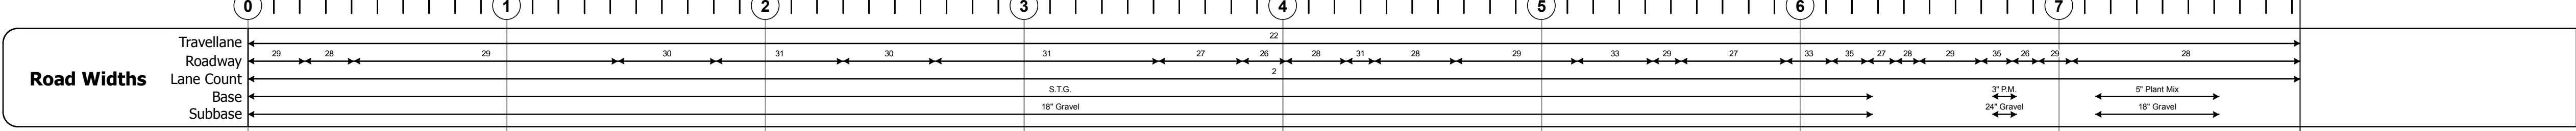 0 1 2 3 4 5 6 7
Road Widths
Travellane 22
Roadway 29 28 29 30 31 30 31 27 26 28 31 28 29 33 29 27 33 35 27 28 29 35 26 29 28
Lane Count 2
Base S.T.G. 3" P.M. 5" Plant Mix
Subbase 18" Gravel 24" Gravel 18" Gravel